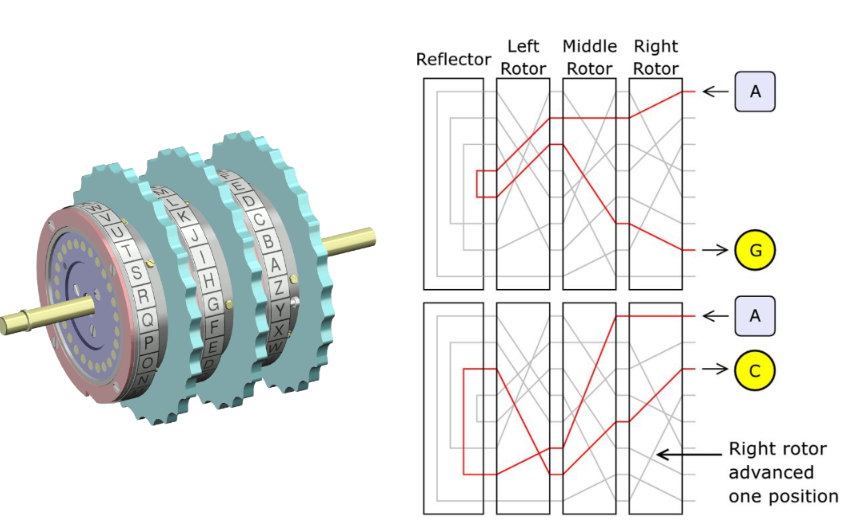 W
V
U
T
S
R
Q
P
O
N
M
L
K
J
I
H
G
F
E
D
E
D
C
B
A
Z
Y
X
W
Reflector
Left
Rotor
Middle
Rotor
Right
Rotor
A
G
A
C
Right rotor
advanced
one position